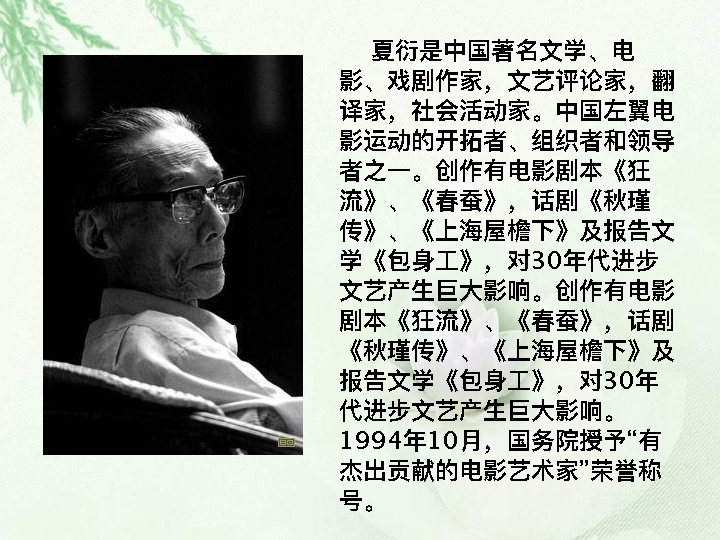 夏衍是中国著名文学、电
影、戏剧作家，文艺评论家，翻
译家，社会活动家。中国左翼电
影运动的开拓者、组织者和领导
者之一。创作有电影剧本《狂
流》、《春蚕》，话剧《秋瑾
传》、《上海屋檐下》及报告文
学《包身工》，对30年代进步
文艺产生巨大影响。创作有电影
剧本《狂流》、《春蚕》，话剧
《秋瑾传》、《上海屋檐下》及
报告文学《包身工》，对30年
代进步文艺产生巨大影响。
1994年10月，国务院授予“有
杰出贡献的电影艺术家”荣誉称
号。